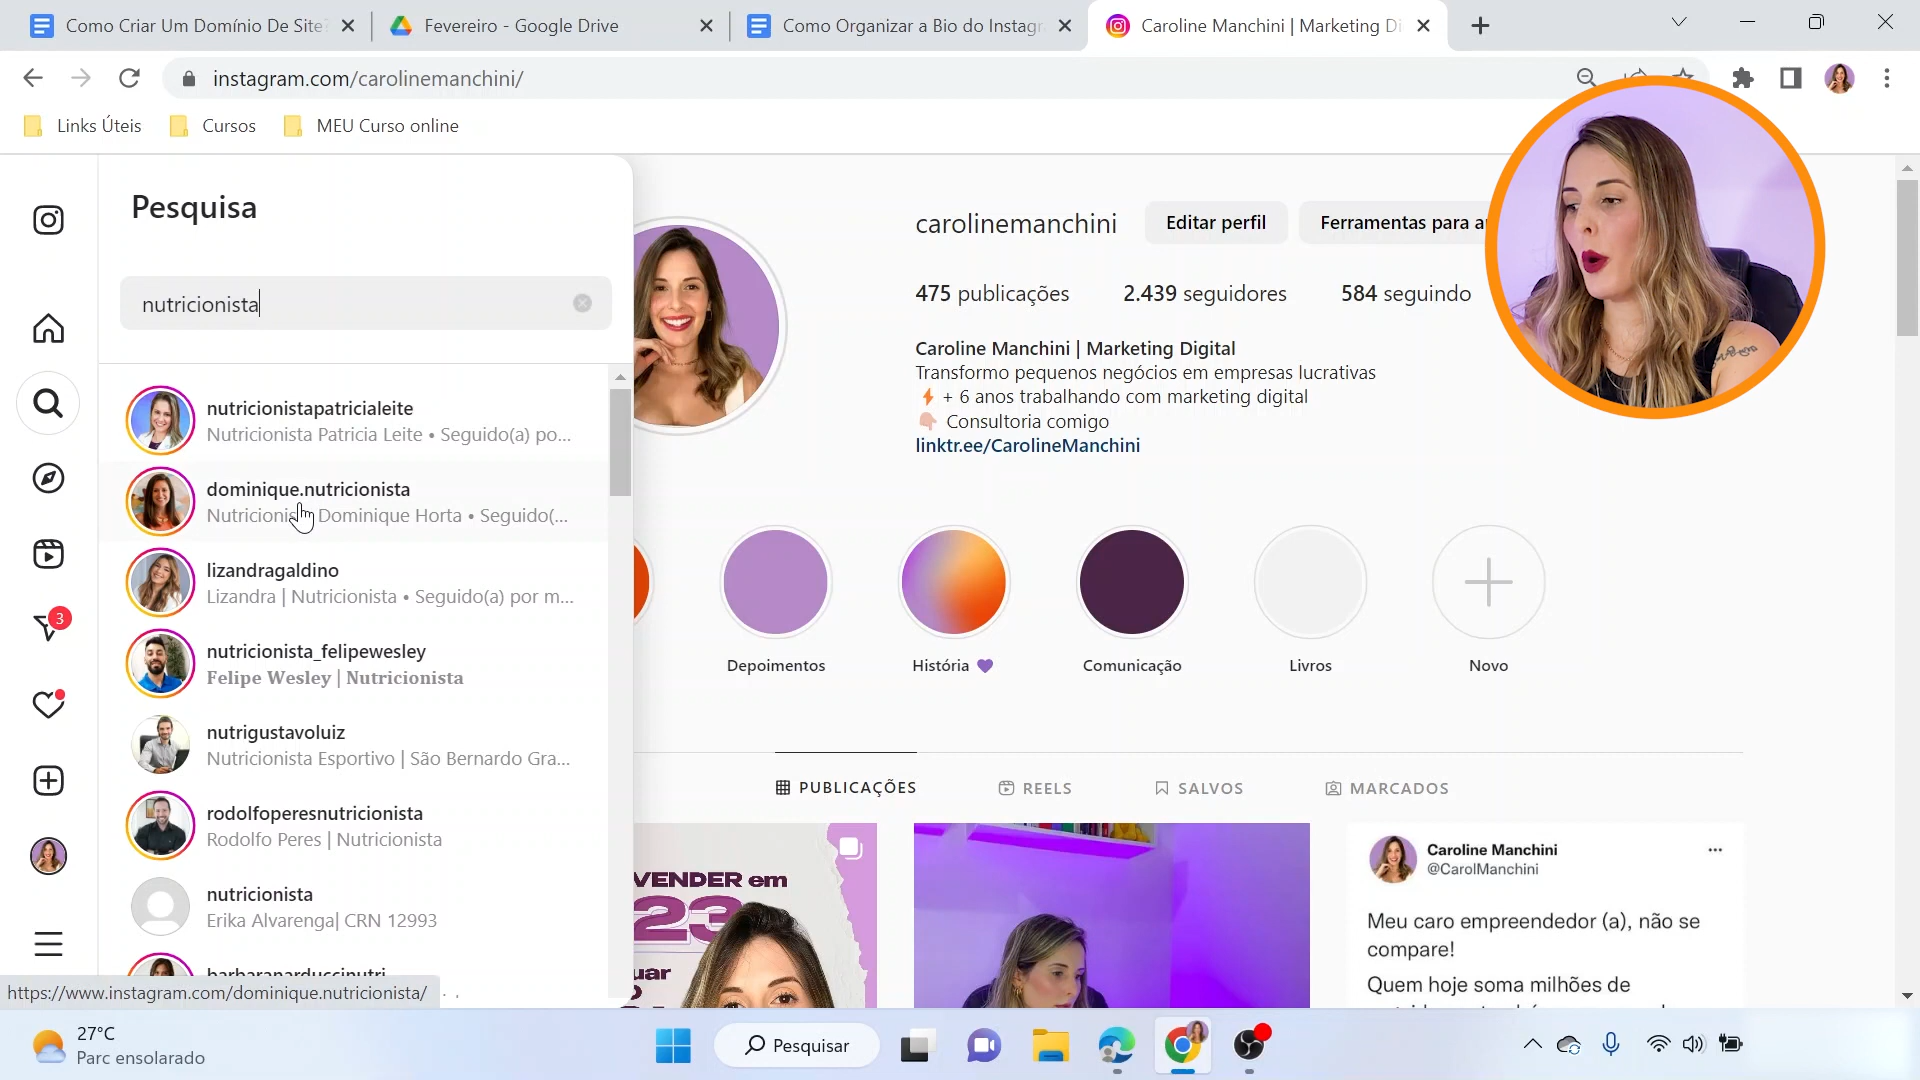 Como Criar Um Domínio De Site?
Fevereiro - Google Drive
Como Organizar a Bio do Instagr
Caroline Manchini | Marketing Di
instagram.com/carolinemanchini/
Links Úteis
Cursos
MEU Curso online
Pesquisa
nutricionista
nutricionistapatricialeite
Nutricionista Patricia Leite • Seguido(a) po...
dominique.nutricionista
Nutricionis Dominique Horta • Seguido(...
lizandragaldino
Lizandra | Nutricionista • Seguido(a) por m...
nutricionista_felipewesley
Felipe Wesley | Nutricionista
nutrigustavoluiz
Nutricionista Esportivo | São Bernardo Gra...
rodolfoperesnutricionista
Rodolfo Peres | Nutricionista
nutricionista
Erika Alvarenga| CRN 12993
barbaranarduccinutri
https://www.instagram.com/dominique.nutricionista/
3
carolinemanchini
Editar perfil
Ferramentas para a
475 publicações
2.439 seguidores
584 seguindo
Caroline Manchini | Marketing Digital
Transformo pequenos negócios em empresas lucrativas
⚡ + 6 anos trabalhando com marketing digital
👇 Consultoria comigo
linktr.ee/CarolineManchini
Depoimentos
História 💜
Comunicação
Livros
Novo
PUBLICAÇÕES
REELS
SALVOS
MARCADOS
VENDER em
23
uar
Caroline Manchini
@CarolManchini
Meu caro empreendedor (a), não se
compare!
Quem hoje soma milhões de
27°C
Parc ensolarado
Pesquisar